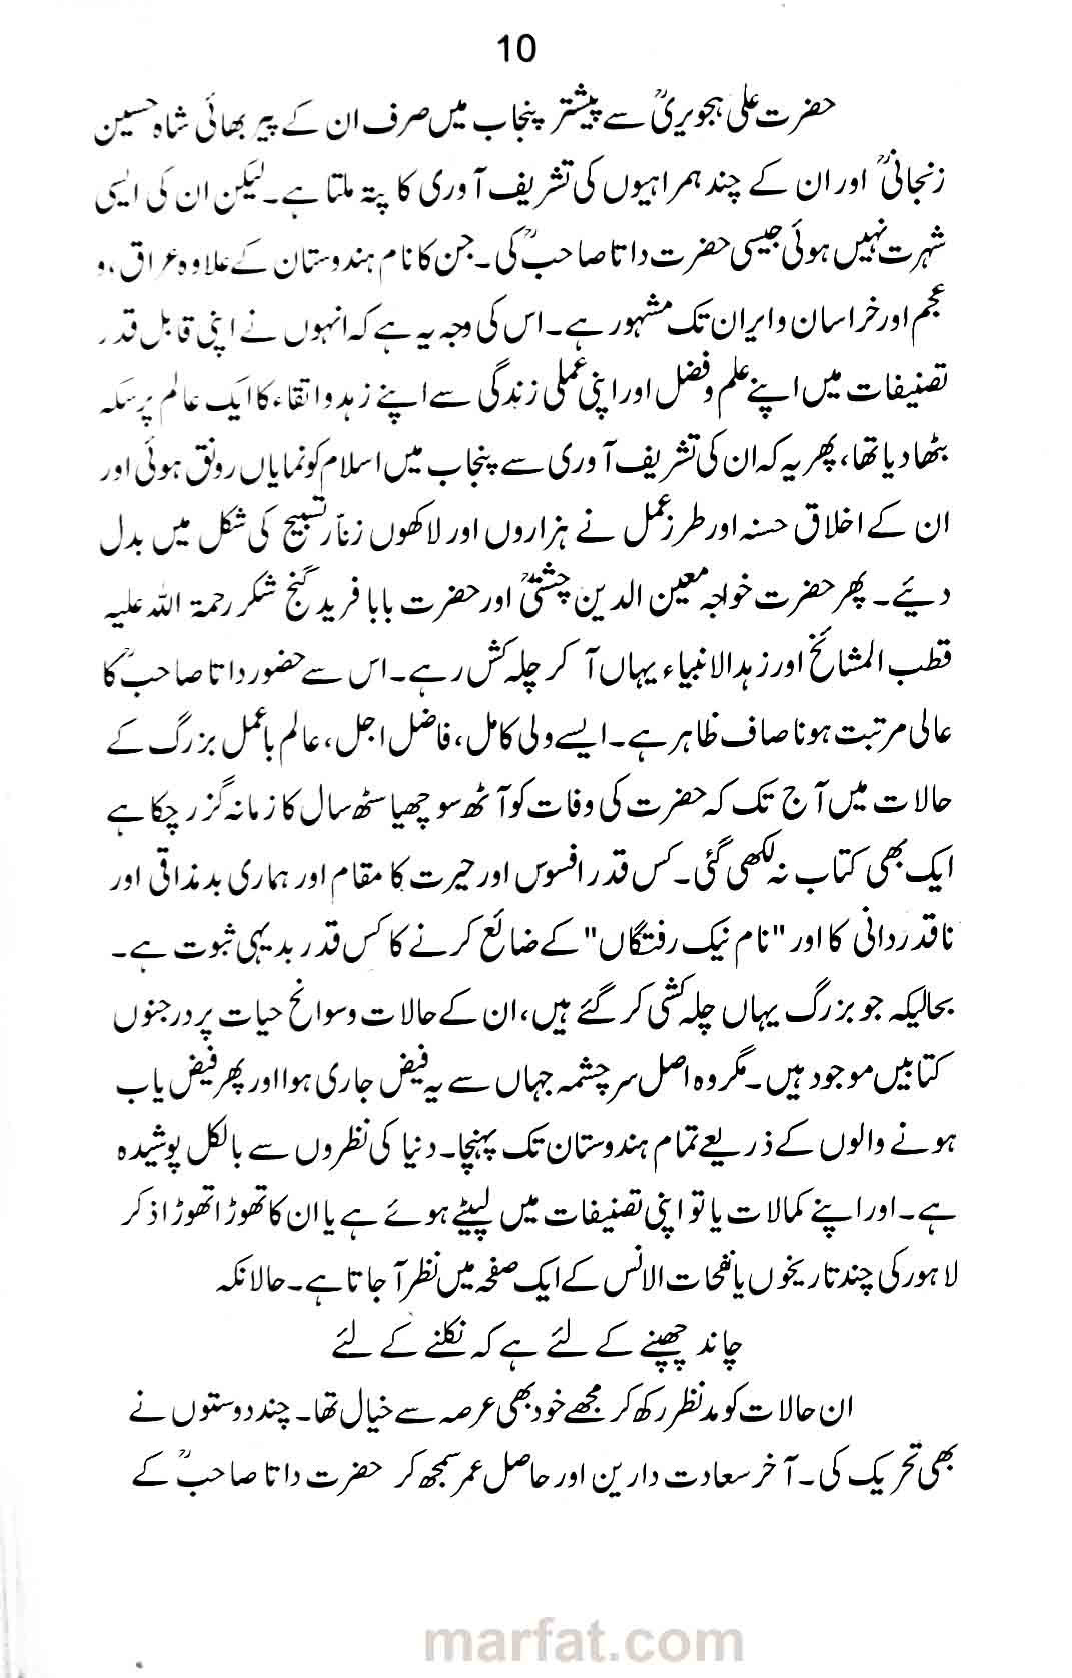 10
حضرت علی ہجویریؒ سے پیشتر پنجاب میں صرف ان کے پیر بھائی شاہ حسین
زنجانیؒ اور ان کے چند ہمراہیوں کی تشریف آوری کا پتہ ملتا ہے۔ لیکن ان کی ایسی
شہرت نہیں ہوئی جیسی حضرت داتا صاحبؒ کی۔ جن کا نام ہندوستان کے علاوہ عراق، و
عجم اور خراسان و ایران تک مشہور ہے۔ اس کی وجہ یہ ہے کہ انہوں نے اپنی قابل قدر
تصنیفات میں اپنے علم و فضل اور اپنی عملی زندگی سے اپنے زہد و اتقاء کا ایک عالم پر سکہ
بٹھا دیا تھا، پھر یہ کہ ان کی تشریف آوری سے پنجاب میں اسلام کو نمایاں رونق ہوئی اور
ان کے اخلاق حسنہ اور طرز عمل نے ہزاروں اور لاکھوں زنّار تسبیح کی شکل میں بدل
دیئے۔ پھر حضرت خواجہ معین الدین چشتیؒ اور حضرت بابا فرید گنج شکر رحمۃ اللہ علیہ
قطب المشائخ اور زہد الانبیاء یہاں آ کر چلہ کش رہے۔ اس سے حضور داتا صاحبؒ کا
عالی مرتبت ہونا صاف ظاہر ہے۔ ایسے ولی کامل، فاضل اجل، عالم باعمل بزرگ کے
حالات میں آج تک کہ حضرت کی وفات کو آٹھ سو چھیاسٹھ سال کا زمانہ گزر چکا ہے
ایک بھی کتاب نہ لکھی گئی۔ کس قدر افسوس اور حیرت کا مقام اور ہماری بدمذاقی اور
ناقدردانی کا اور "نام نیک رفتگاں" کے ضائع کرنے کا کس قدر بدیہی ثبوت ہے۔
بحالیکہ جو بزرگ یہاں چلہ کشی کر گئے ہیں، ان کے حالات و سوانح حیات پر درجنوں
کتابیں موجود ہیں۔ مگر وہ اصل سرچشمہ جہاں سے یہ فیض جاری ہوا اور پھر فیض یاب
ہونے والوں کے ذریعے تمام ہندوستان تک پہنچا۔ دنیا کی نظروں سے بالکل پوشیدہ
ہے۔ اور اپنے کمالات یا تو اپنی تصنیفات میں لپیٹے ہوئے ہے یا ان کا تھوڑا تھوڑا ذکر
لاہور کی چند تاریخوں یا نفحات الانس کے ایک صفحہ میں نظر آ جاتا ہے۔ حالانکہ
چاند چھپنے کے لئے ہے کہ نکلنے کے لئے
ان حالات کو مدنظر رکھ کر مجھے خود بھی عرصہ سے خیال تھا۔ چند دوستوں نے
بھی تحریک کی۔ آخر سعادت دارین اور حاصل عمر سمجھ کر حضرت داتا صاحبؒ کے
marfat.com